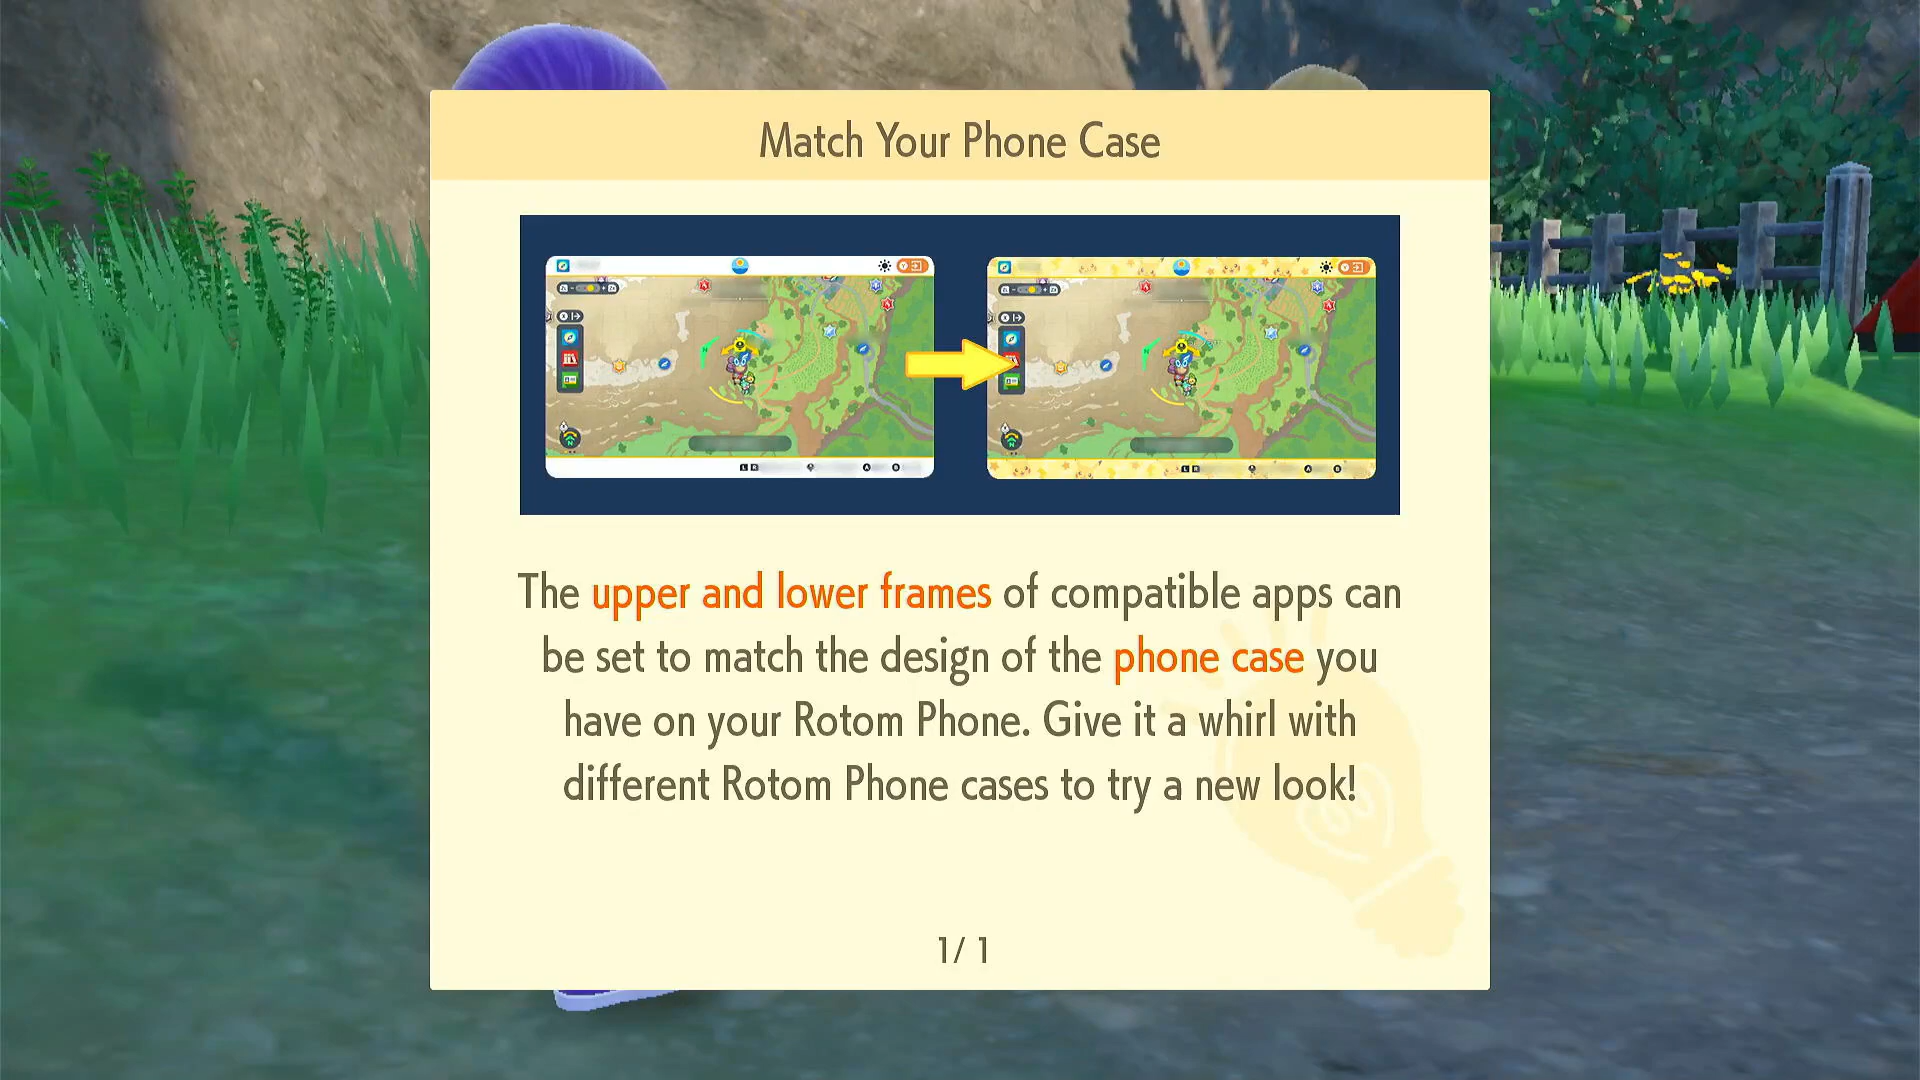 Match Your Phone Case
The upper and lower frames of compatible apps can
be set to match the design of the phone case you
have on your Rotom Phone. Give it a whirl with
different Rotom Phone cases to try a new look!
1/ 1